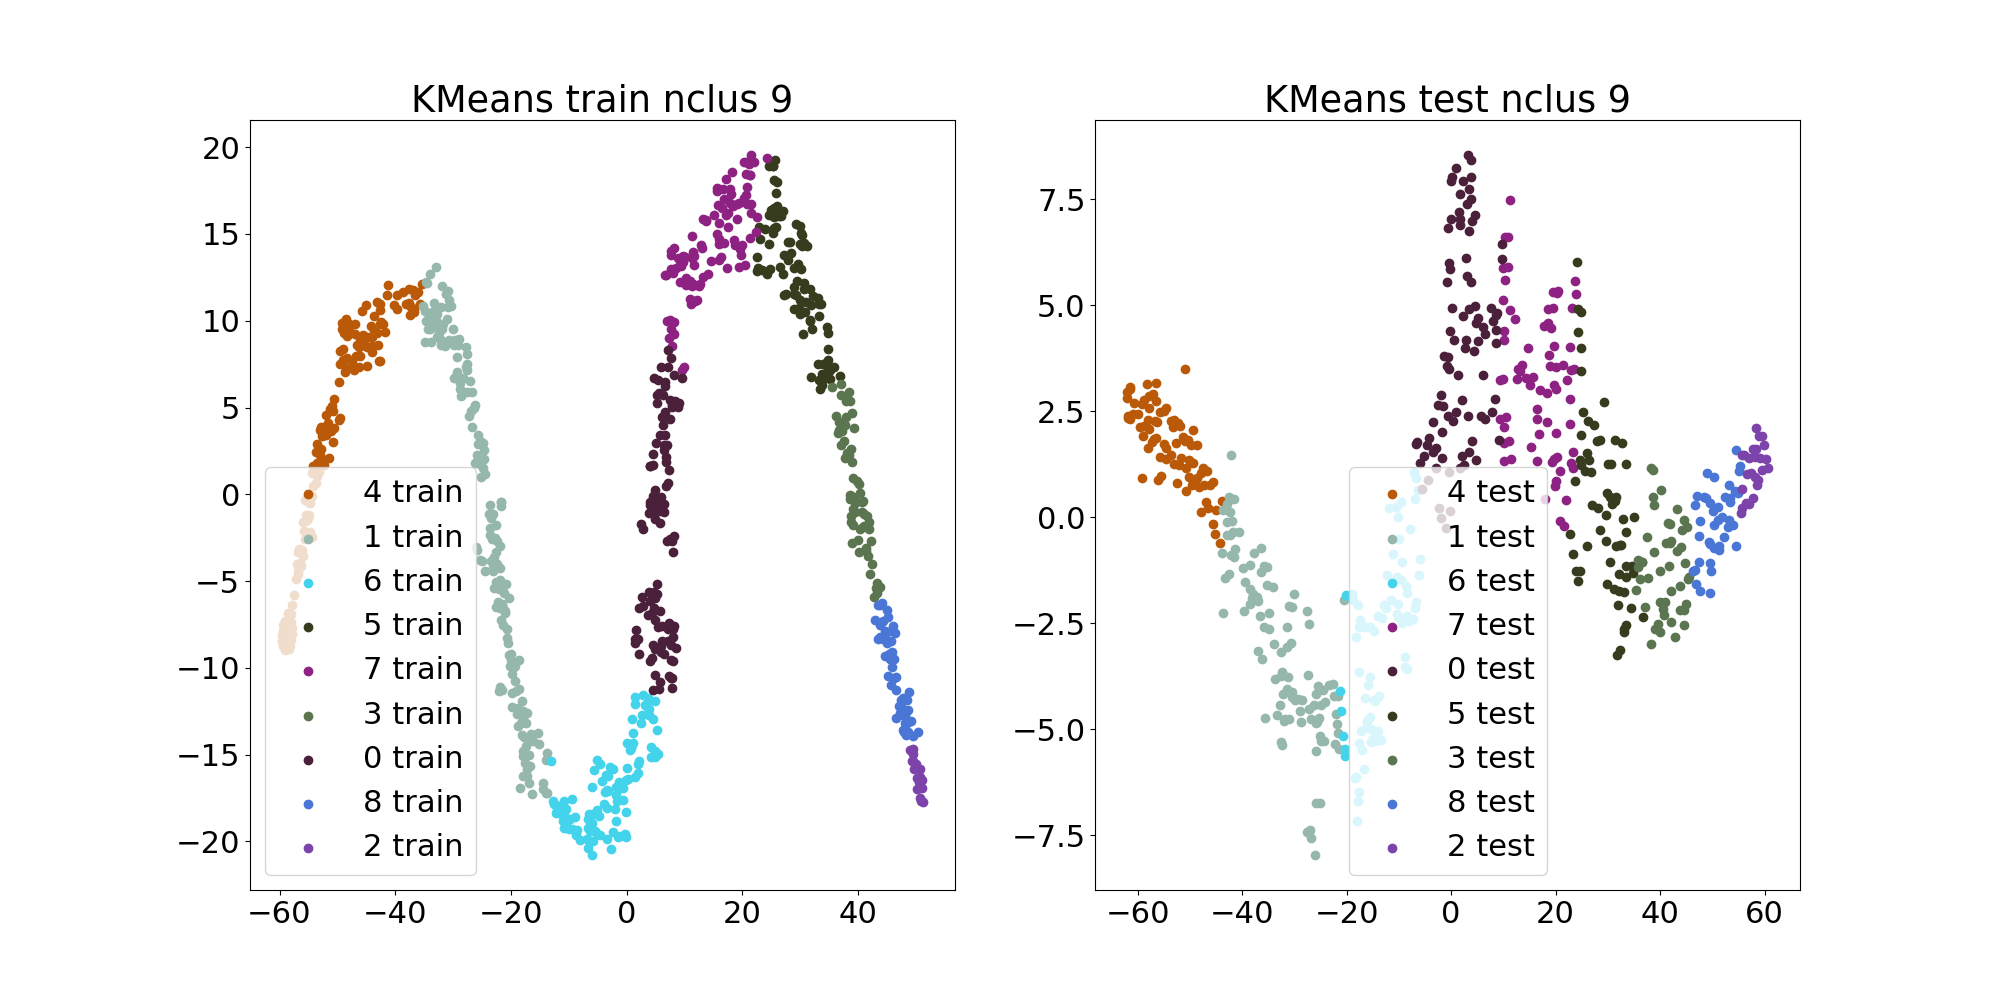 KMeans train nclus 9
20
15
10
5
0
−5
−10
−15
−20
−60 −40 −20 0 20 40
4 train
1 train
6 train
5 train
7 train
3 train
0 train
8 train
2 train
KMeans test nclus 9
7.5
5.0
2.5
0.0
−2.5
−5.0
−7.5
−60 −40 −20 0 20 40 60
4 test
1 test
6 test
7 test
0 test
5 test
3 test
8 test
2 test